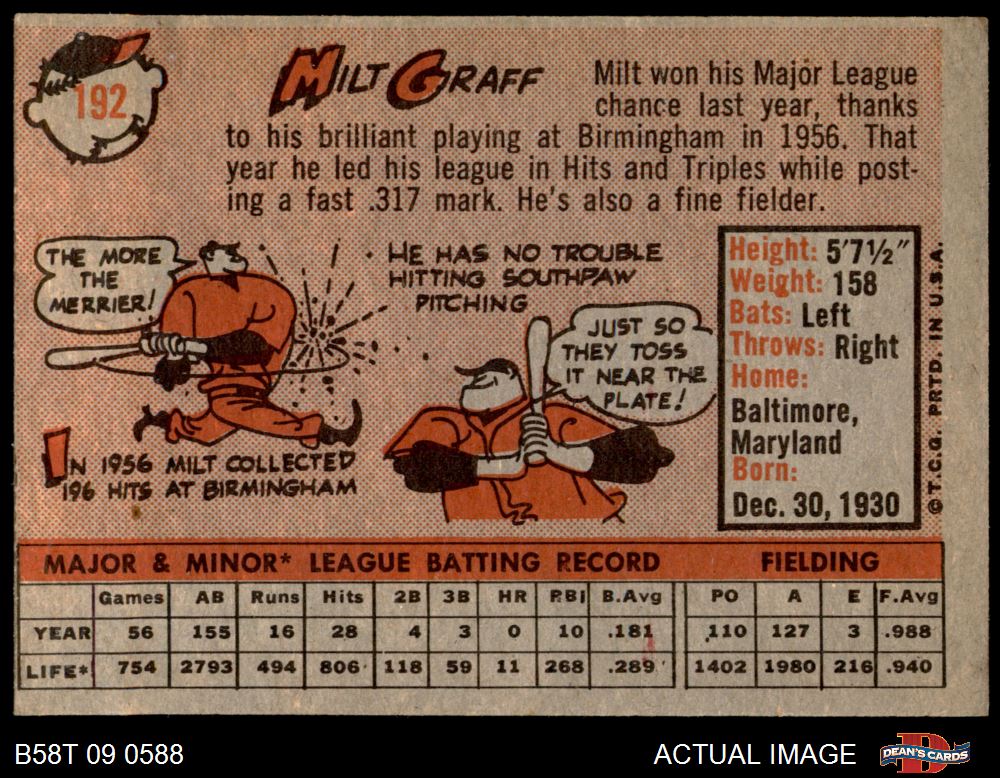 192
MILT GRAFF
Milt won his Major League
chance last year, thanks
to his brilliant playing at Birmingham in 1956. That
year he led his league in Hits and Triples while post-
ing a fast .317 mark. He's also a fine fielder.
THE MORE
THE
MERRIER!
HE HAS NO TROUBLE
HITTING SOUTHPAW
PITCHING
JUST SO
THEY TOSS
IT NEAR THE
PLATE!
IN 1956 MILT COLLECTED
196 HITS AT BIRMINGHAM
Height: 5'7½"
Weight: 158
Bats: Left
Throws: Right
Home:
Baltimore,
Maryland
Born:
Dec. 30, 1930
©T.C.G. PRTD. IN U.S.A.
MAJOR & MINOR* LEAGUE BATTING RECORD FIELDING
Games AB Runs Hits 2B 3B HR RBI B.Avg PO A E F.Avg
YEAR 56 155 16 28 4 3 0 10 .181 110 127 3 .988
LIFE* 754 2793 494 806 118 59 11 268 .289 1402 1980 216 .940
B58T 09 0588 ACTUAL IMAGE DEAN'S CARDS